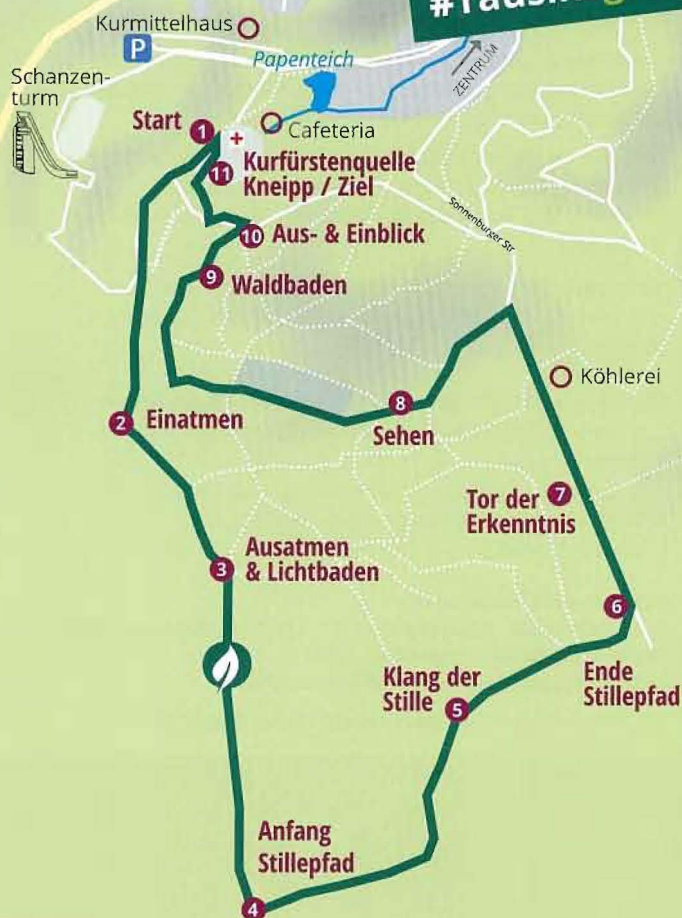 Kurmittelhaus
P
Papenteich
ZENTRUM
Schanzen-
turm
Start
1
Cafeteria
11
Kurfürstenquelle
Kneipp / Ziel
Sonnenburger Str
10
Aus- & Einblick
9
Waldbaden
Köhlerei
8
Sehen
2
Einatmen
Tor der
Erkenntnis
7
Ausatmen
& Lichtbaden
3
6
Ende
Stillepfad
Klang der
Stille
5
Anfang
Stillepfad
4